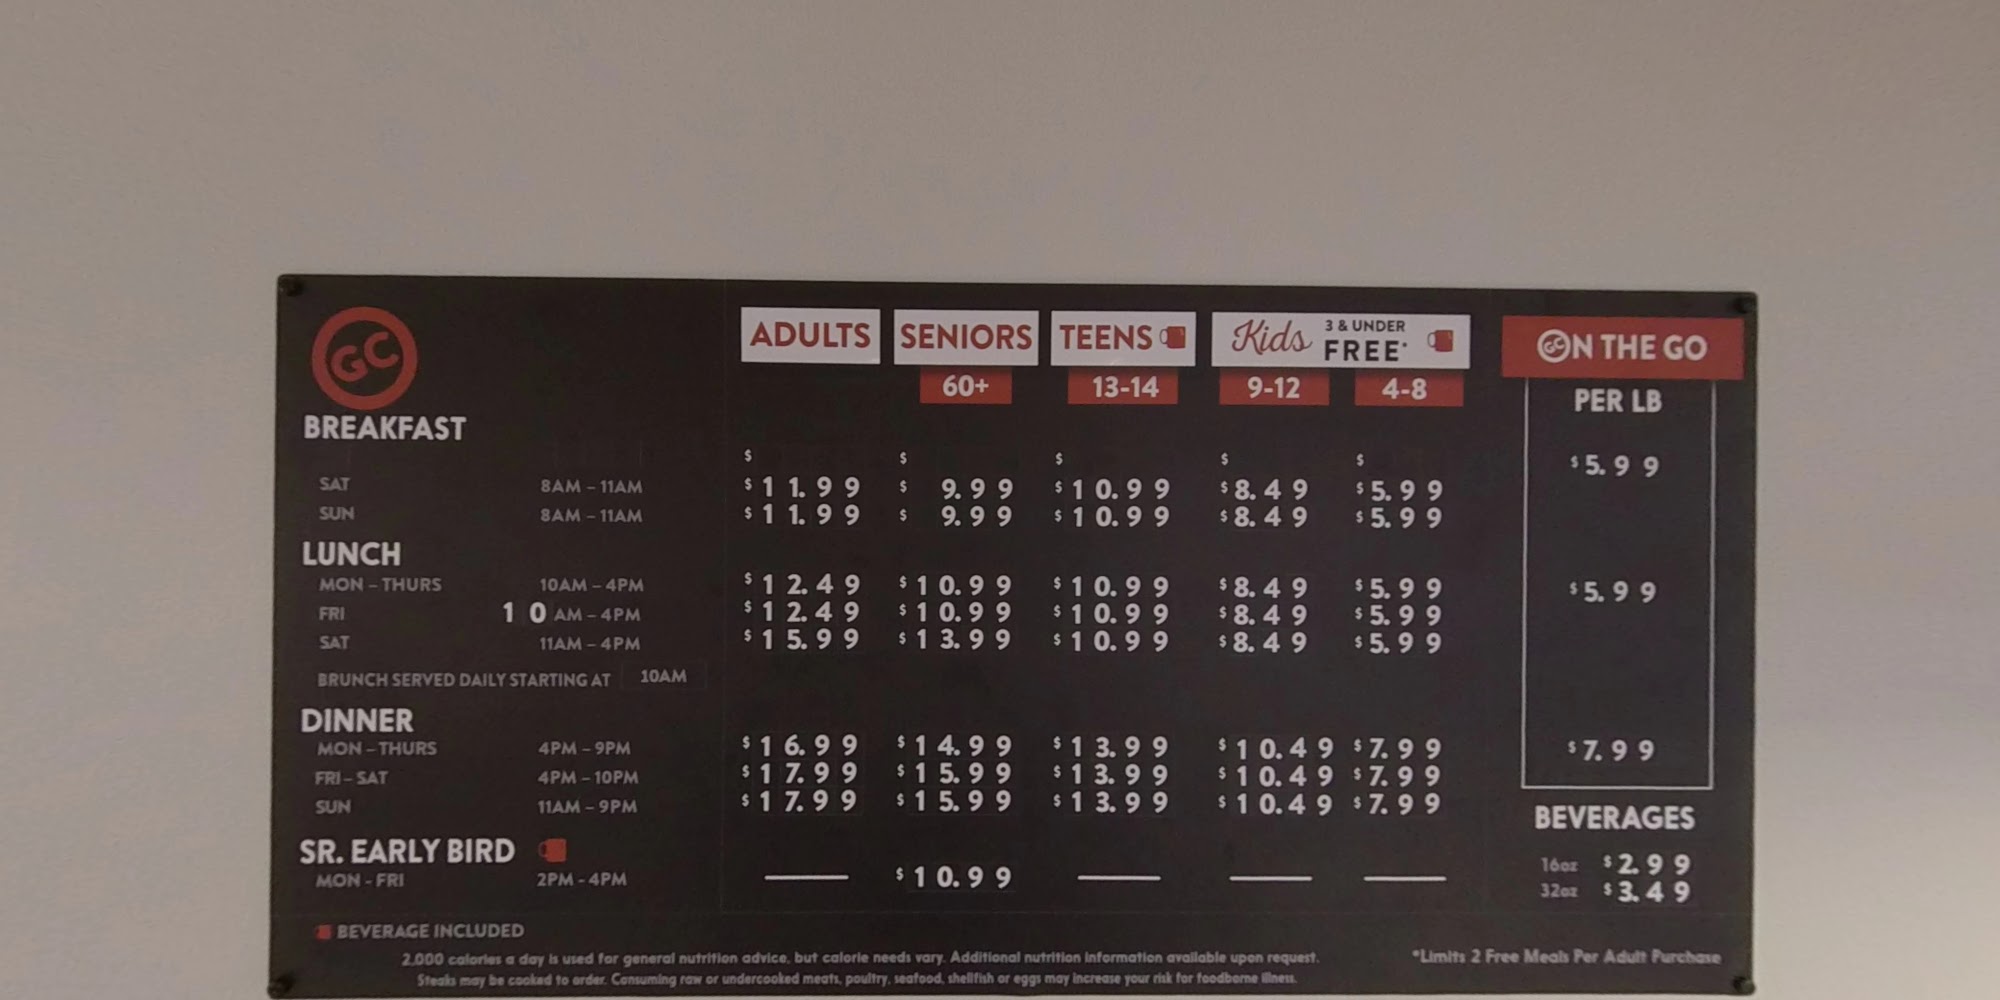 GC
ADULTS SENIORS TEENS Kids 3 & UNDER FREE* GC ON THE GO
60+ 13-14 9-12 4-8 PER LB
BREAKFAST
$ $ $ $ $ $5.99
SAT 8AM – 11AM $11.99 $ 9.99 $10.99 $8.49 $5.99
SUN 8AM – 11AM $11.99 $ 9.99 $10.99 $8.49 $5.99
LUNCH
MON – THURS 10AM – 4PM $12.49 $10.99 $10.99 $8.49 $5.99 $5.99
FRI 10AM – 4PM $12.49 $10.99 $10.99 $8.49 $5.99
SAT 11AM – 4PM $15.99 $13.99 $10.99 $8.49 $5.99
BRUNCH SERVED DAILY STARTING AT 10AM
DINNER
MON – THURS 4PM – 9PM $16.99 $14.99 $13.99 $10.49 $7.99 $7.99
FRI – SAT 4PM – 10PM $17.99 $15.99 $13.99 $10.49 $7.99
SUN 11AM – 9PM $17.99 $15.99 $13.99 $10.49 $7.99
BEVERAGES
SR. EARLY BIRD 16oz $2.99
MON - FRI 2PM - 4PM $10.99 32oz $3.49
BEVERAGE INCLUDED
2,000 calories a day is used for general nutrition advice, but calorie needs vary. Additional nutrition information available upon request. *Limits 2 Free Meals Per Adult Purchase
Steaks may be cooked to order. Consuming raw or undercooked meats, poultry, seafood, shellfish or eggs may increase your risk for foodborne illness.